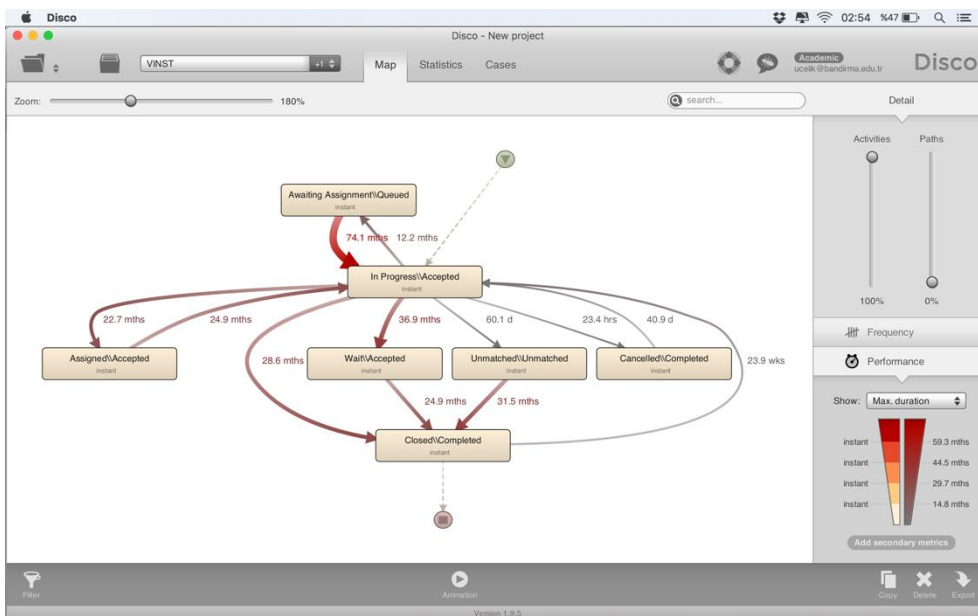 Disco
02:54 %47
Disco - New project
VINST
+1
Map
Statistics
Cases
Academic
ucelik@bandirma.edu.tr
Disco
Zoom:
180%
search...
Detail
Activities
Paths
100%
0%
Frequency
Performance
Show: Max. duration
instant 59.3 mths
instant 44.5 mths
instant 29.7 mths
instant 14.8 mths
Add secondary metrics
Awaiting Assignment\\Queued
instant
74.1 mths 12.2 mths
In Progress\\Accepted
instant
22.7 mths 24.9 mths 36.9 mths 60.1 d 23.4 hrs 40.9 d
Assigned\\Accepted
instant
28.6 mths
Wait\\Accepted
instant
Unmatched\\Unmatched
instant
Cancelled\\Completed
instant
23.9 wks
24.9 mths 31.5 mths
Closed\\Completed
instant
Filter
Animation
Copy
Delete
Export
Version 1.9.5